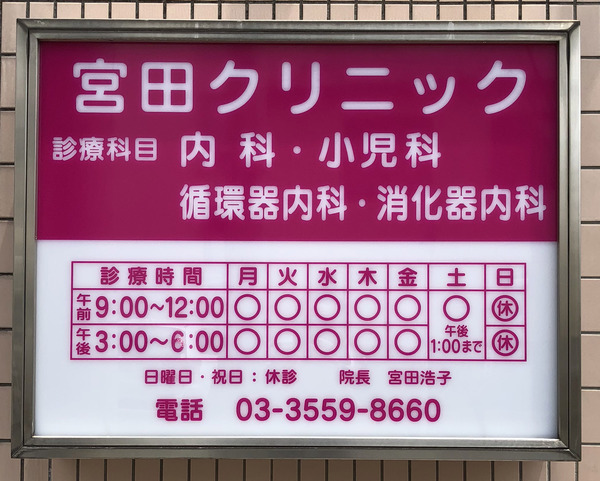 宮田クリニック
診療科目 内科・小児科
循環器内科・消化器内科
診療時間 月 火 水 木 金 土 日
午前 9:00〜12:00 ○ ○ ○ ○ ○ ○ ㊡
午後 3:00〜6:00 ○ ○ ○ ○ ○ 午後1:00まで ㊡
日曜日・祝日：休診 院長 宮田浩子
電話 03-3559-8660